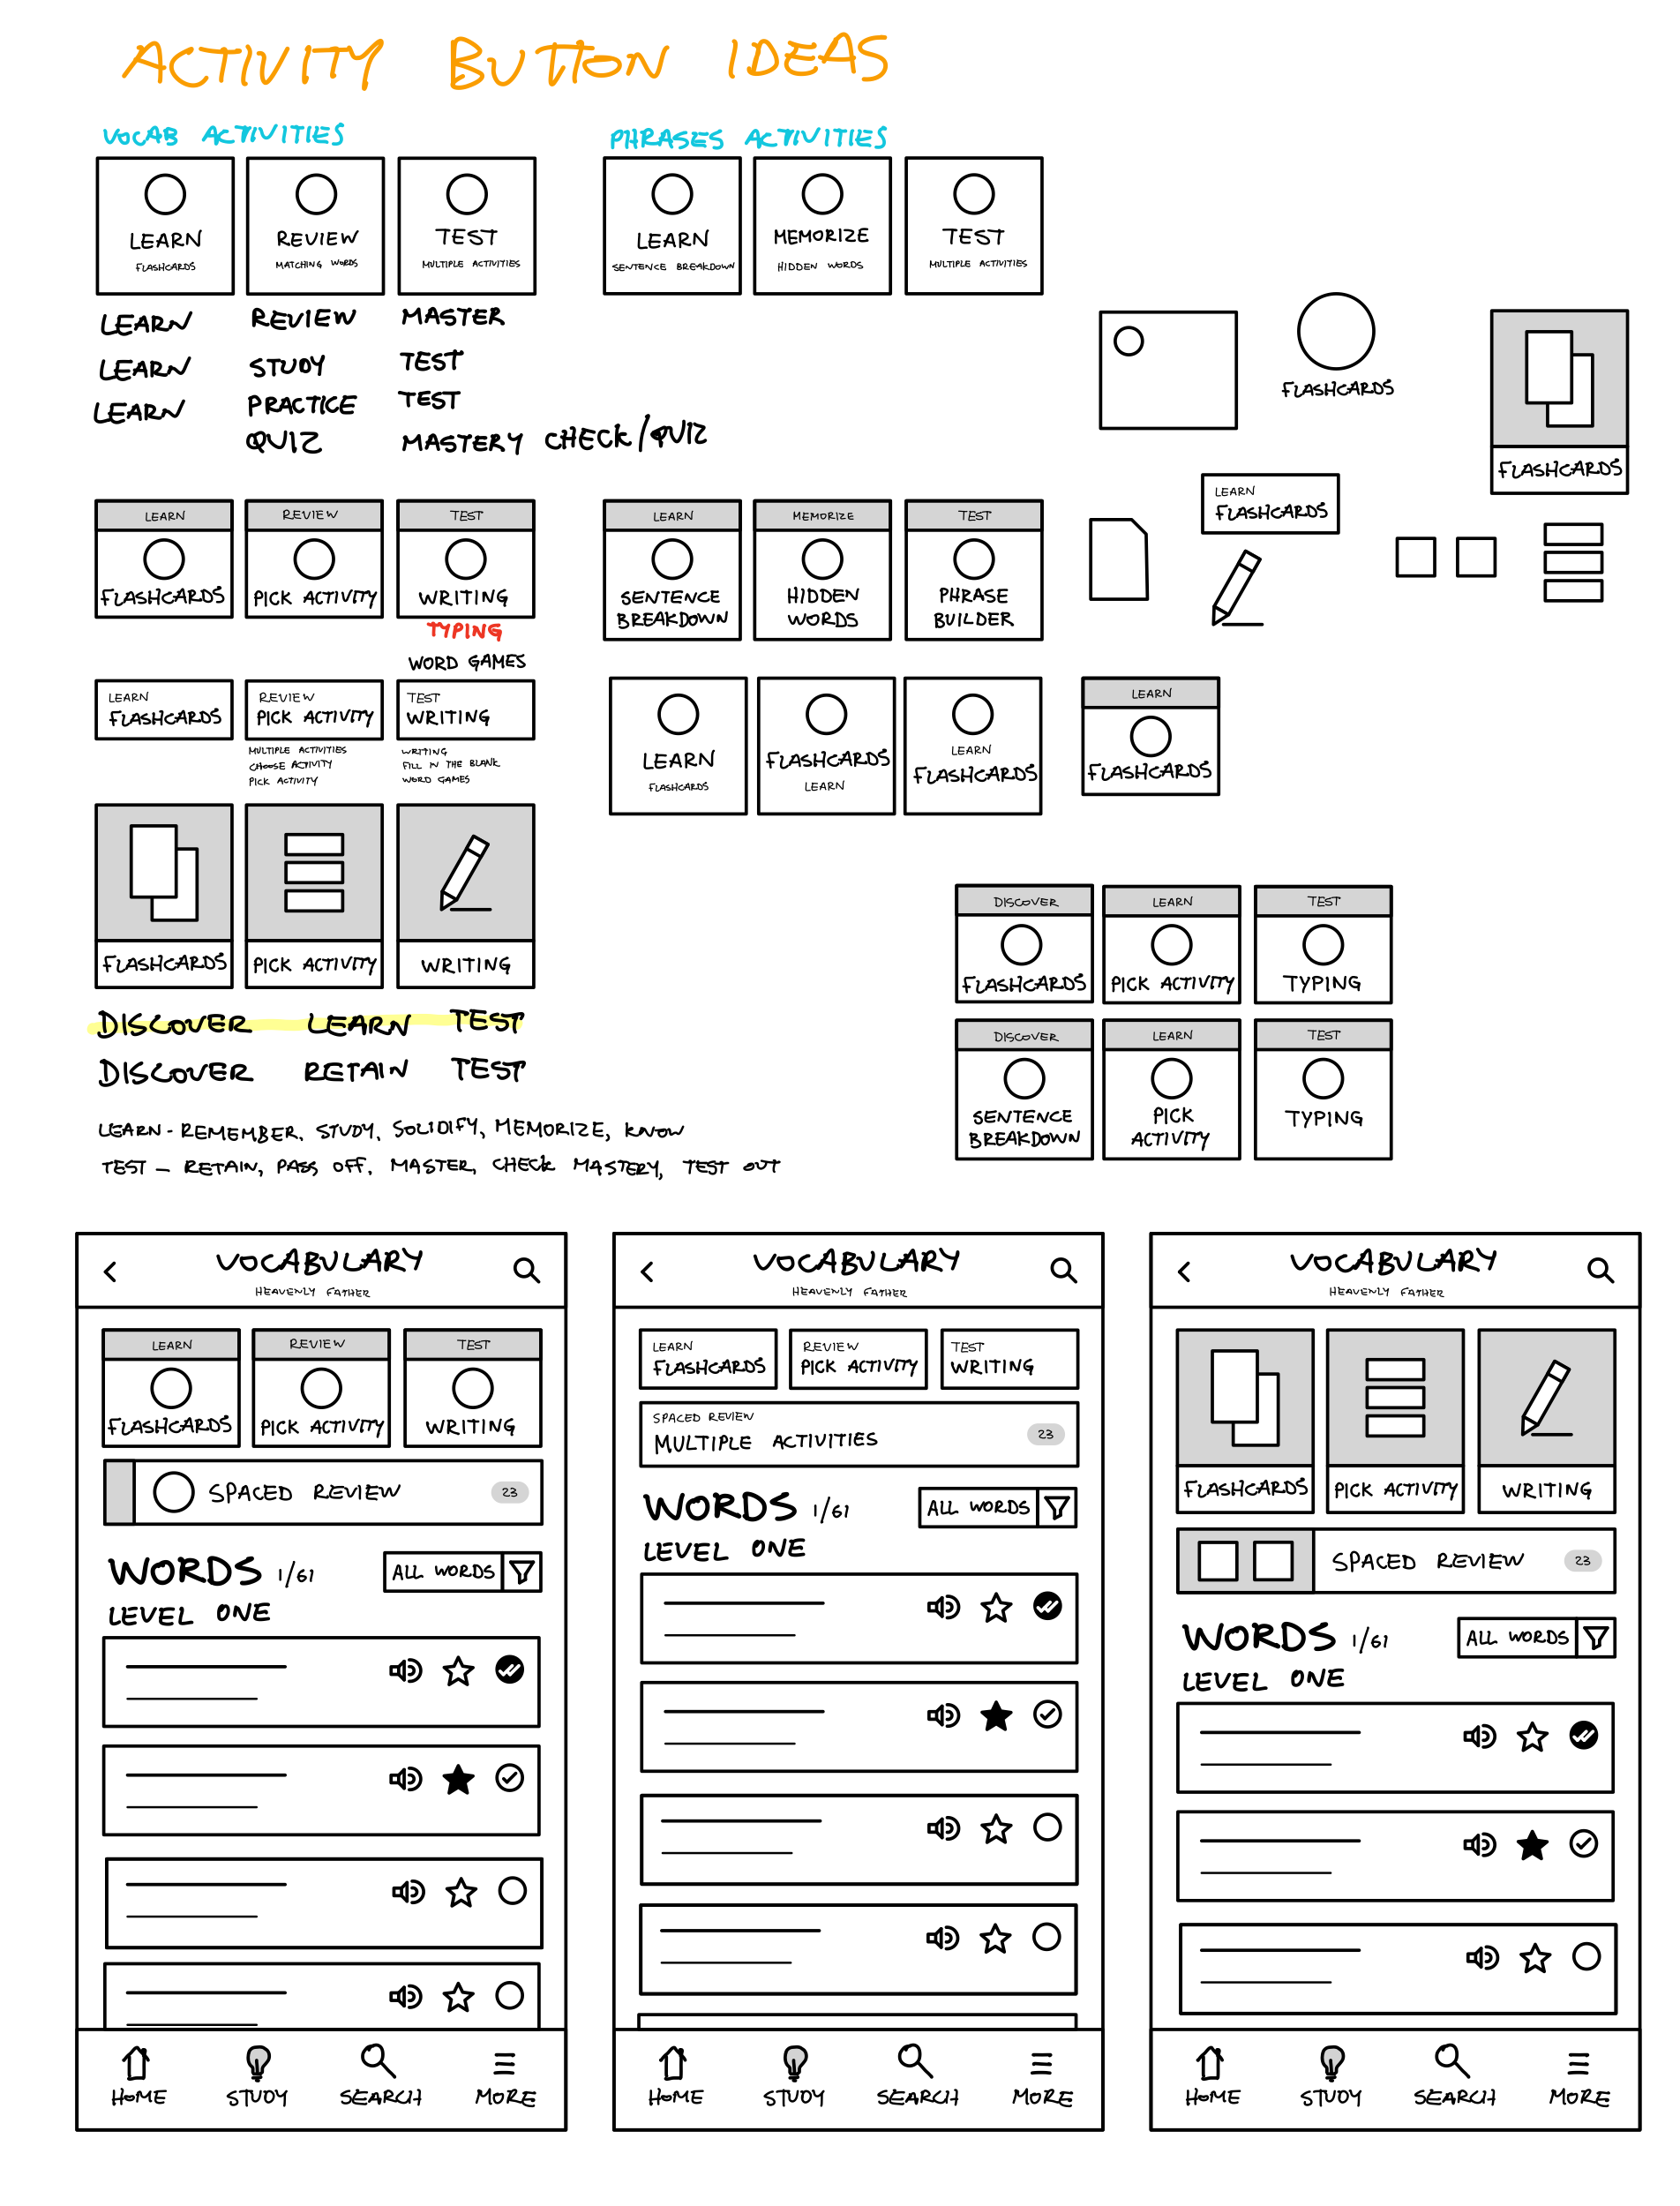 ACTIVITY BUTTON IDEAS
VOCAB ACTIVITIES
LEARN
FLASHCARDS
REVIEW
MATCHING WORDS
TEST
MULTIPLE ACTIVITIES
PHRASES ACTIVITIES
LEARN
SENTENCE BREAKDOWN
MEMORIZE
HIDDEN WORDS
TEST
MULTIPLE ACTIVITIES
LEARN REVIEW MASTER
LEARN STUDY TEST
LEARN PRACTICE TEST
QUIZ MASTERY CHECK/QUIZ
FLASHCARDS
FLASHCARDS
LEARN
FLASHCARDS
LEARN
FLASHCARDS
REVIEW
PICK ACTIVITY
TEST
WRITING
TYPING
WORD GAMES
LEARN
SENTENCE
BREAKDOWN
MEMORIZE
HIDDEN
WORDS
TEST
PHRASE
BUILDER
LEARN
FLASHCARDS
REVIEW
PICK ACTIVITY
MULTIPLE ACTIVITIES
CHOOSE ACTIVITY
PICK ACTIVITY
TEST
WRITING
WRITING
FILL IN THE BLANK
WORD GAMES
LEARN
FLASHCARDS
FLASHCARDS
LEARN
LEARN
FLASHCARDS
LEARN
FLASHCARDS
FLASHCARDS
PICK ACTIVITY
WRITING
DISCOVER
FLASHCARDS
LEARN
PICK ACTIVITY
TEST
TYPING
DISCOVER
SENTENCE
BREAKDOWN
LEARN
PICK
ACTIVITY
TEST
TYPING
DISCOVER LEARN TEST
DISCOVER RETAIN TEST
LEARN - REMEMBER, STUDY, SOLIDIFY, MEMORIZE, KNOW
TEST - RETAIN, PASS OFF, MASTER, CHECK MASTERY, TEST OUT
VOCABULARY
HEAVENLY FATHER
LEARN
FLASHCARDS
REVIEW
PICK ACTIVITY
TEST
WRITING
SPACED REVIEW 23
WORDS 1/61 ALL WORDS
LEVEL ONE
HOME STUDY SEARCH MORE
VOCABULARY
HEAVENLY FATHER
LEARN
FLASHCARDS
REVIEW
PICK ACTIVITY
TEST
WRITING
SPACED REVIEW
MULTIPLE ACTIVITIES 23
WORDS 1/61 ALL WORDS
LEVEL ONE
HOME STUDY SEARCH MORE
VOCABULARY
HEAVENLY FATHER
FLASHCARDS
PICK ACTIVITY
WRITING
SPACED REVIEW 23
WORDS 1/61 ALL WORDS
LEVEL ONE
HOME STUDY SEARCH MORE